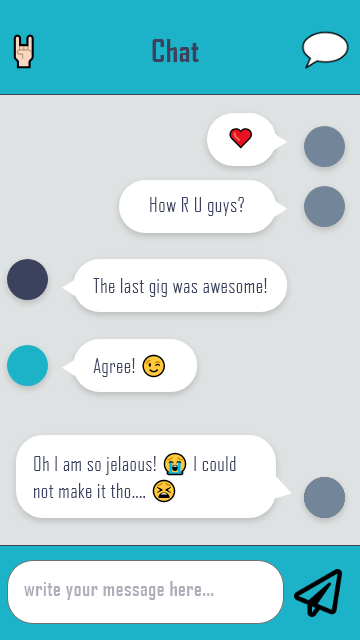 Chat
How R U guys?
The last gig was awesome!
Agree! 😉
Oh I am so jelaous! 😭 I could
not make it tho.... 😫
write your message here...